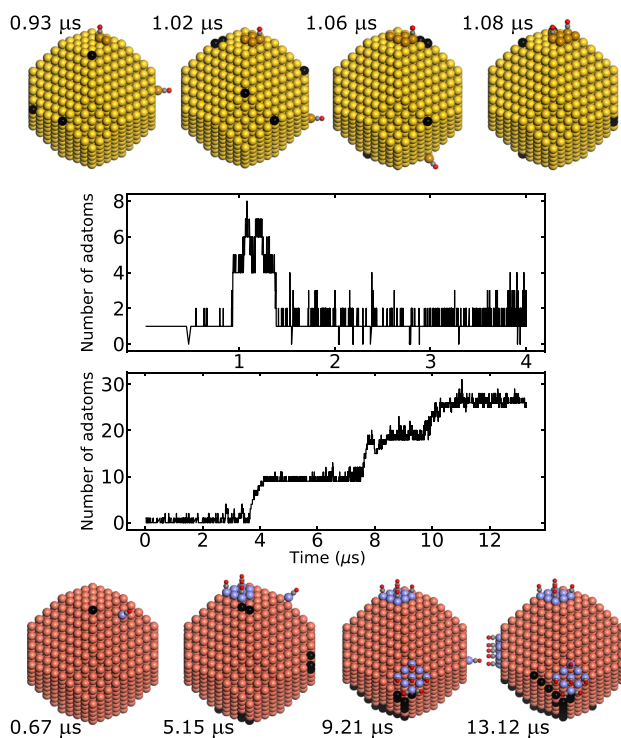 0.93 μs 1.02 μs 1.06 μs 1.08 μs
Number of adatoms
8
6
4
2
0
1 2 3 4
Number of adatoms
30
20
10
0
0 2 4 6 8 10 12
Time (μs)
0.67 μs 5.15 μs 9.21 μs 13.12 μs